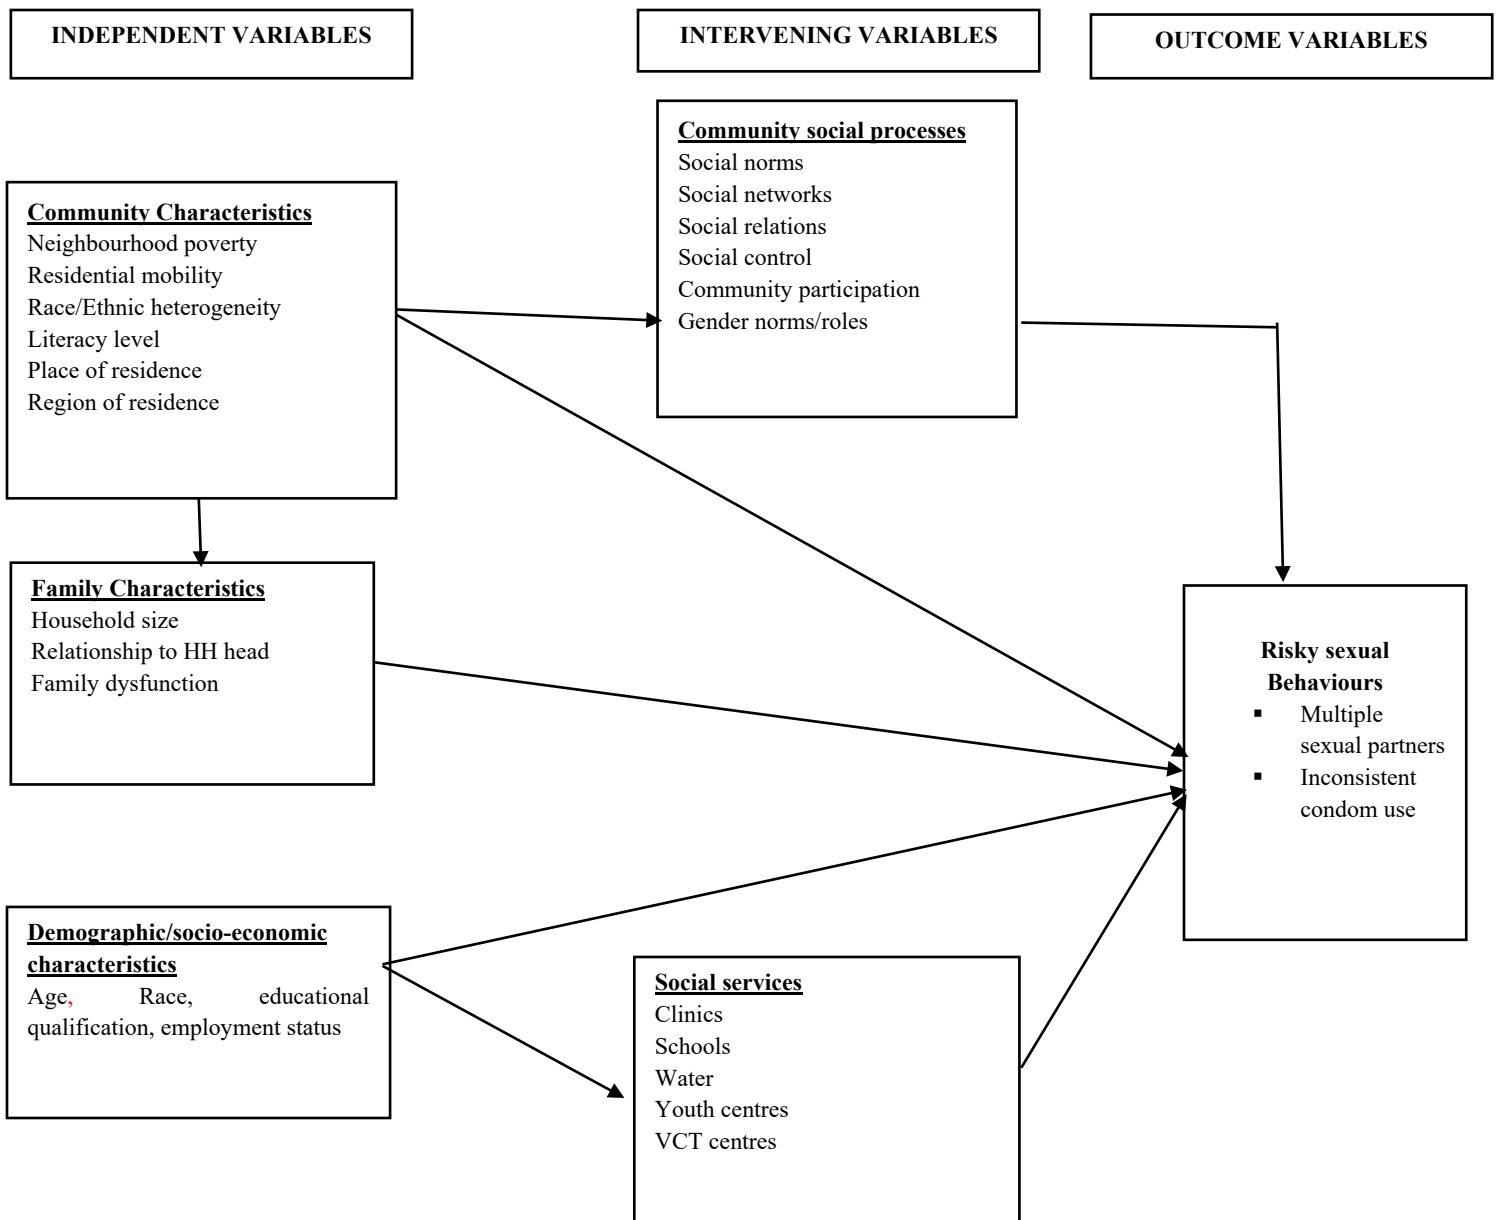 INDEPENDENT VARIABLES
INTERVENING VARIABLES
OUTCOME VARIABLES
Community social processes
Social norms
Social networks
Social relations
Social control
Community participation
Gender norms/roles
Community Characteristics
Neighbourhood poverty
Residential mobility
Race/Ethnic heterogeneity
Literacy level
Place of residence
Region of residence
Family Characteristics
Household size
Relationship to HH head
Family dysfunction
Risky sexual
Behaviours
▪ Multiple
sexual partners
▪ Inconsistent
condom use
Demographic/socio-economic
characteristics
Age, Race, educational
qualification, employment status
Social services
Clinics
Schools
Water
Youth centres
VCT centres